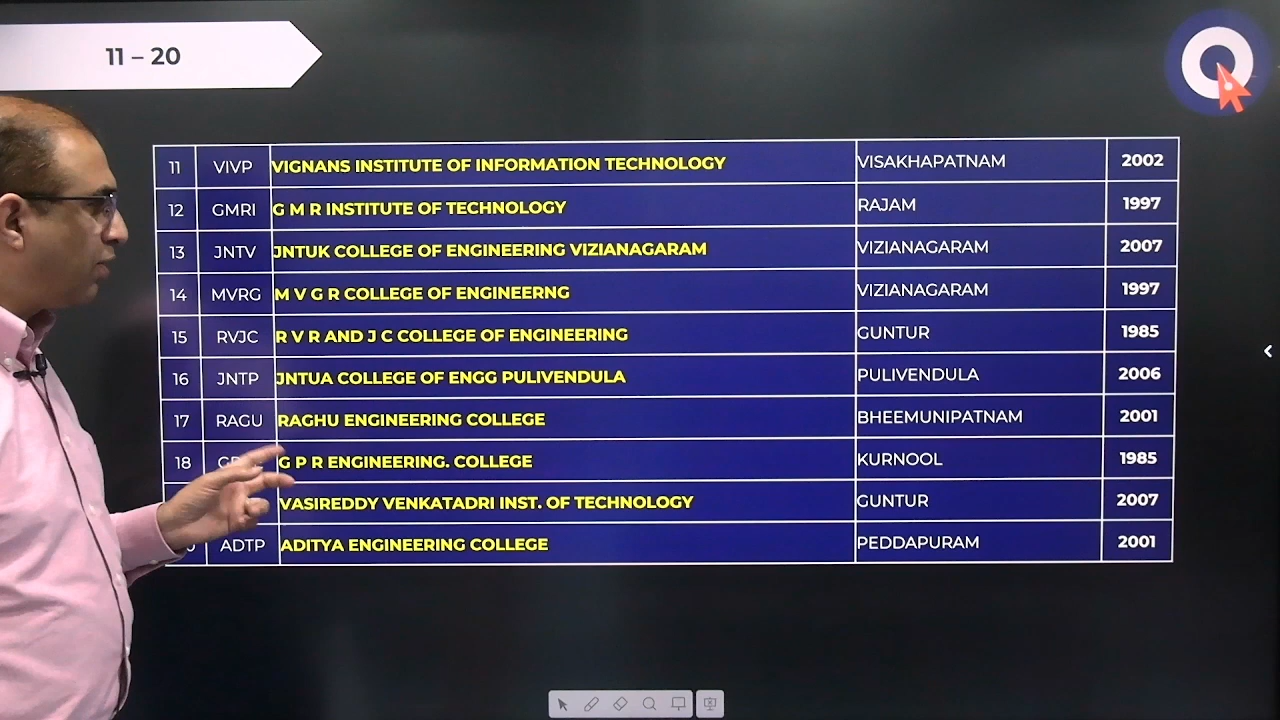 11 – 20
11 VIVP VIGNANS INSTITUTE OF INFORMATION TECHNOLOGY VISAKHAPATNAM 2002
12 GMRI G M R INSTITUTE OF TECHNOLOGY RAJAM 1997
13 JNTV JNTUK COLLEGE OF ENGINEERING VIZIANAGARAM VIZIANAGARAM 2007
14 MVRG M V G R COLLEGE OF ENGINEERNG VIZIANAGARAM 1997
15 RVJC R V R AND J C COLLEGE OF ENGINEERING GUNTUR 1985
16 JNTP JNTUA COLLEGE OF ENGG PULIVENDULA PULIVENDULA 2006
17 RAGU RAGHU ENGINEERING COLLEGE BHEEMUNIPATNAM 2001
18 G P R ENGINEERING. COLLEGE KURNOOL 1985
VASIREDDY VENKATADRI INST. OF TECHNOLOGY GUNTUR 2007
ADTP ADITYA ENGINEERING COLLEGE PEDDAPURAM 2001